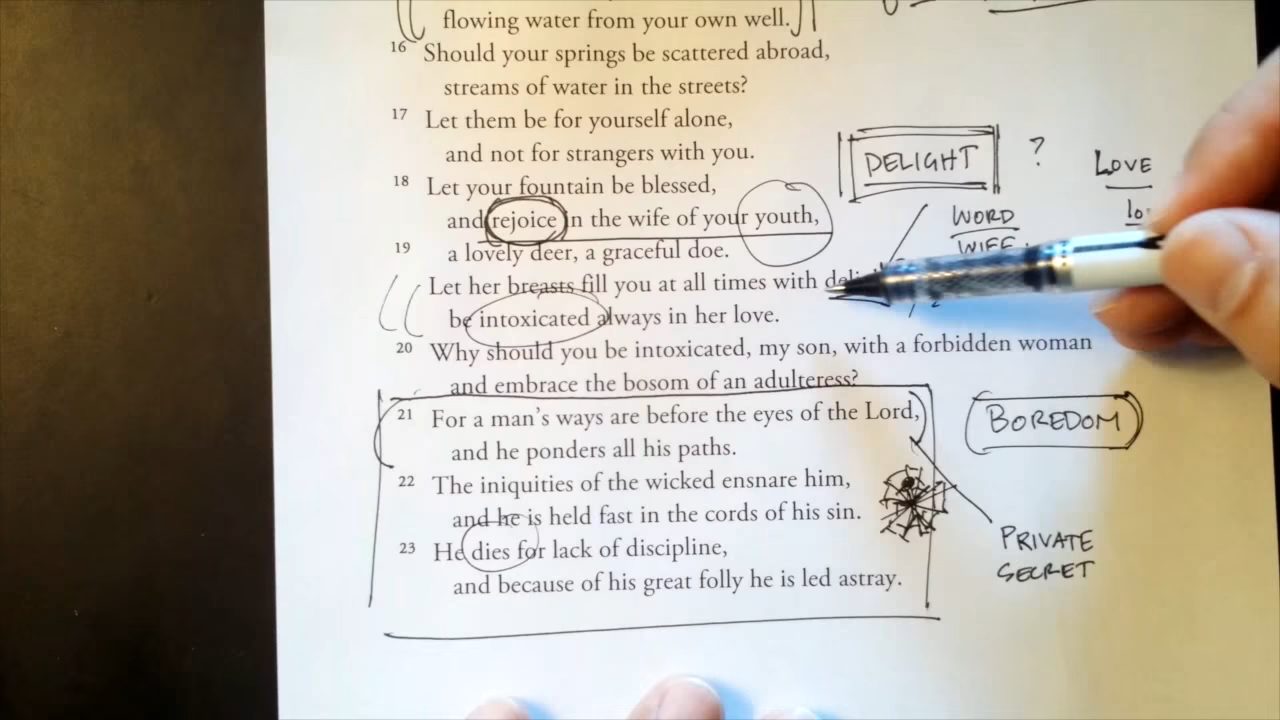 flowing water from your own well.
16 Should your springs be scattered abroad,
streams of water in the streets?
17 Let them be for yourself alone,
and not for strangers with you.
18 Let your fountain be blessed,
and rejoice in the wife of your youth,
19 a lovely deer, a graceful doe.
Let her breasts fill you at all times with
be intoxicated always in her love.
20 Why should you be intoxicated, my son, with a forbidden woman
and embrace the bosom of an adulteress?
21 For a man's ways are before the eyes of the Lord,
and he ponders all his paths.
22 The iniquities of the wicked ensnare him,
and he is held fast in the cords of his sin.
23 He dies for lack of discipline,
and because of his great folly he is led astray.
DELIGHT ?
WORD
WIFE
LOVE
BOREDOM
PRIVATE
SECRET